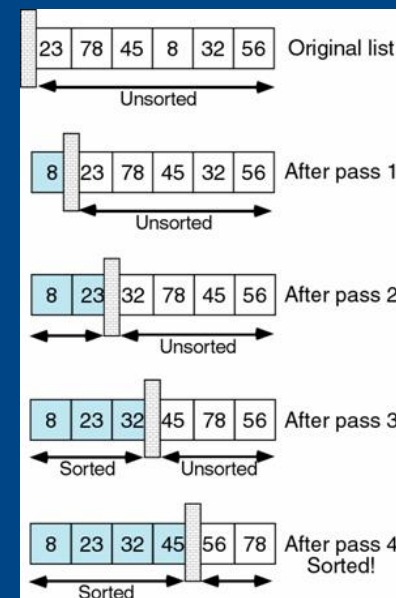 23 78 45 8 32 56 Original list
Unsorted
8 23 78 45 32 56 After pass 1
Unsorted
8 23 32 78 45 56 After pass 2
Unsorted
8 23 32 45 78 56 After pass 3
Sorted Unsorted
8 23 32 45 56 78 After pass 4
Sorted!
Sorted